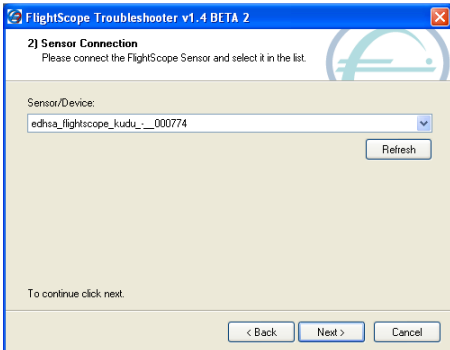 FlightScope Troubleshooter v1.4 BETA 2
2) Sensor Connection
Please connect the FlightScope Sensor and select it in the list.
Sensor/Device:
edhsa_flightscope_kudu_-__000774
Refresh
To continue click next.
< Back Next > Cancel